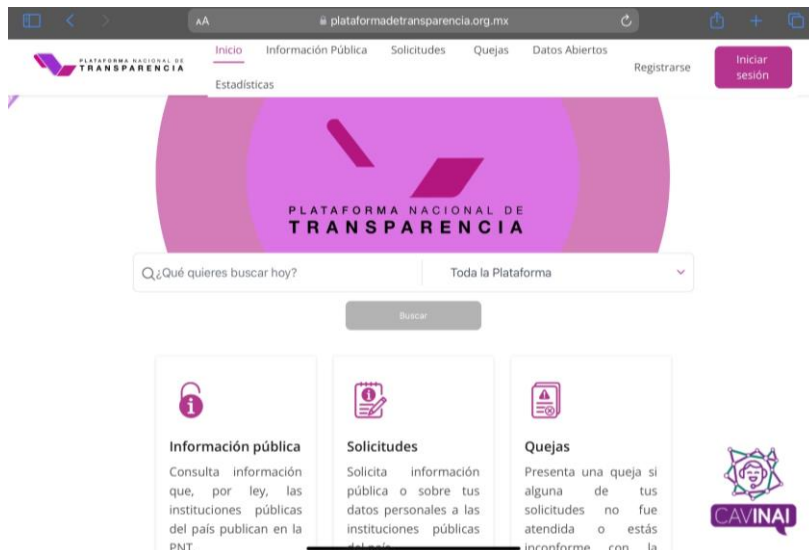 AA plataformadetransparencia.org.mx
PLATAFORMA NACIONAL DE
TRANSPARENCIA
Inicio Información Pública Solicitudes Quejas Datos Abiertos
Estadísticas
Registrarse
Iniciar
sesión
PLATAFORMA NACIONAL DE
TRANSPARENCIA
¿Qué quieres buscar hoy? Toda la Plataforma
Buscar
Información pública
Consulta información
que, por ley, las
instituciones públicas
del país publican en la
PNT
Solicitudes
Solicita información
pública o sobre tus
datos personales a las
instituciones públicas
del país
Quejas
Presenta una queja si
alguna de tus
solicitudes no fue
atendida o estás
inconforme con la
CAVINAI